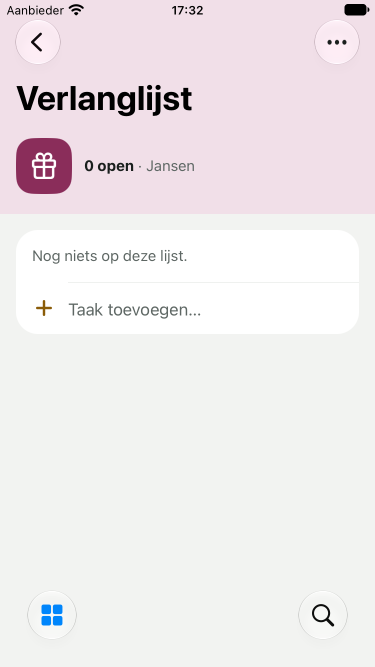 Aanbieder 17:32
Verlanglijst
0 open · Jansen
Nog niets op deze lijst.
Taak toevoegen...